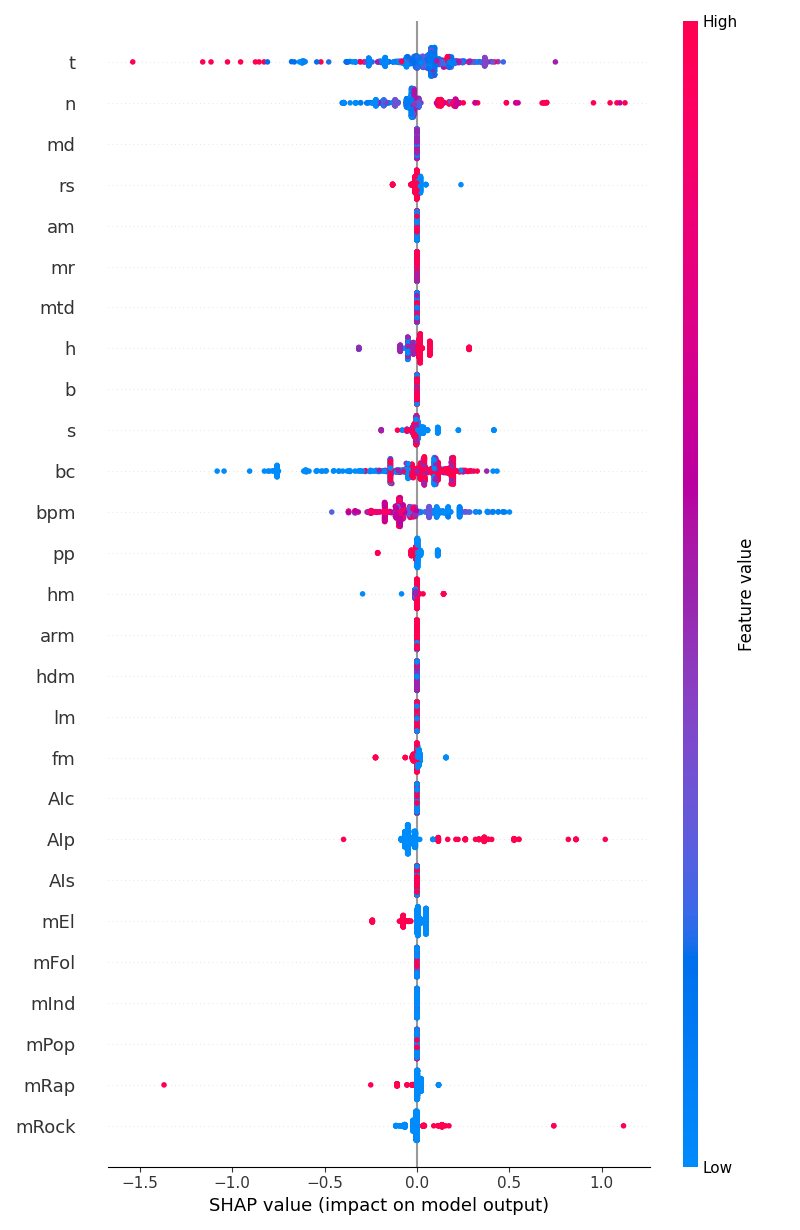 High
t
n
md
rs
am
mr
mtd
h
b
s
bc
bpm
pp
hm
arm
hdm
lm
fm
AIc
AIp
AIs
mEl
mFol
mInd
mPop
mRap
mRock
Feature value
Low
−1.5 −1.0 −0.5 0.0 0.5 1.0
SHAP value (impact on model output)